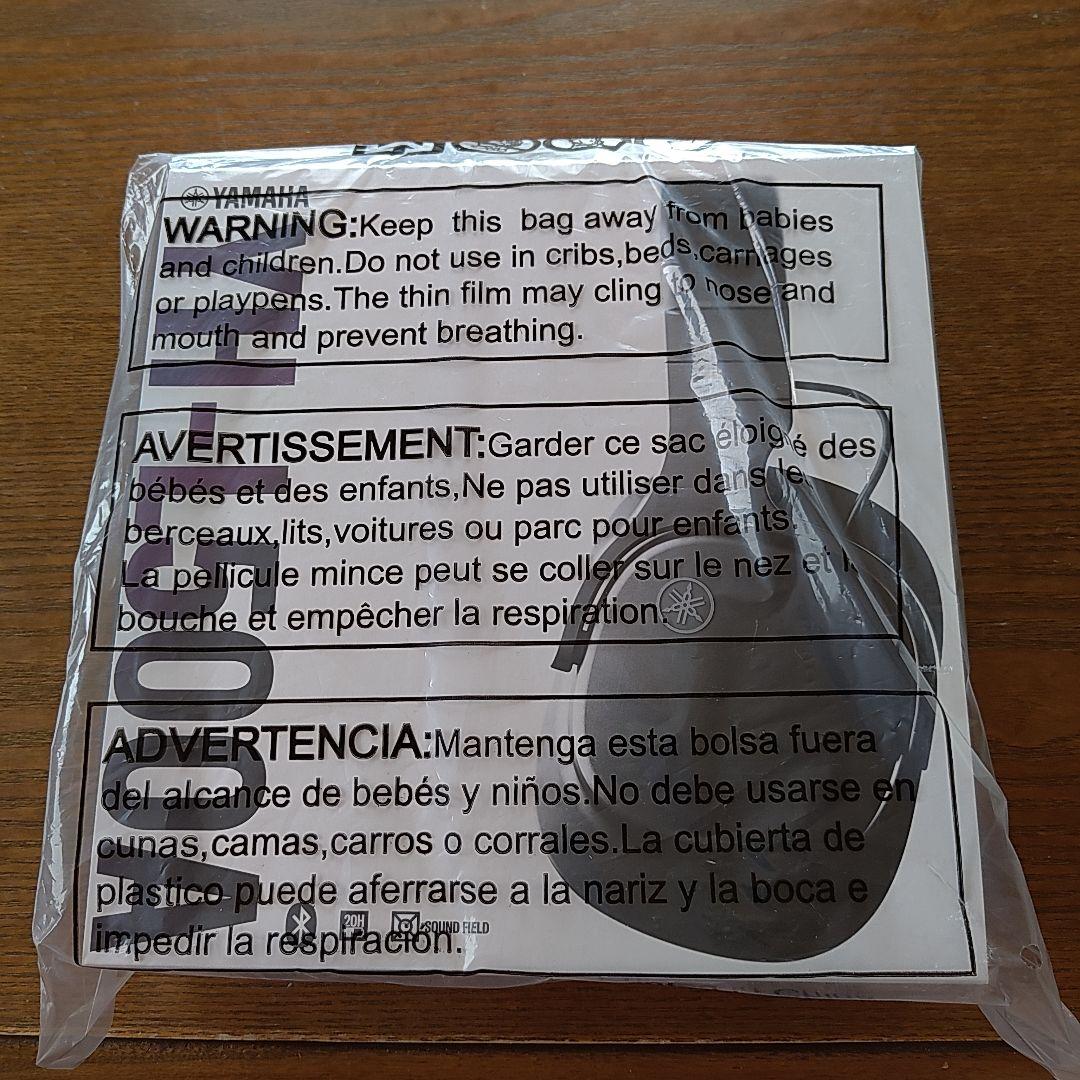 YAMAHA
WARNING:Keep this bag away from babies
and children.Do not use in cribs,beds,carriages
or playpens.The thin film may cling to nose and
mouth and prevent breathing.
AVERTISSEMENT:Garder ce sac éloigné des
bébés et des enfants,Ne pas utiliser dans le
berceaux,lits,voitures ou parc pour enfants.
La pellicule mince peut se coller sur le nez et
bouche et empêcher la respiration.
ADVERTENCIA:Mantenga esta bolsa fuera
del alcance de bebés y niños.No debe usarse en
cunas,camas,carros o corrales.La cubierta de
plastico puede aferrarse a la nariz y la boca e
impedir la respiración.
YH-L500A
20H
SOUND FIELD